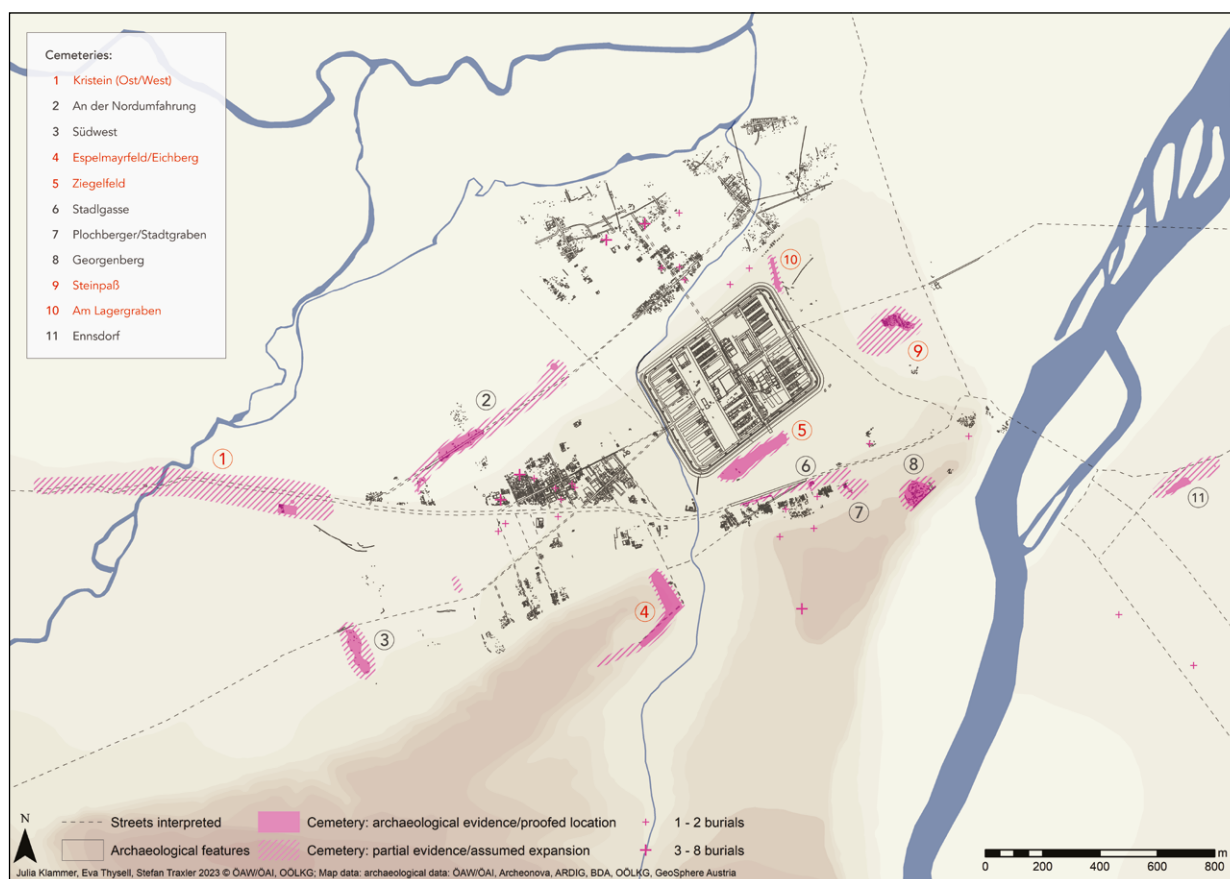 Cemeteries:
1 Kristein (Ost/West)
2 An der Nordumfahrung
3 Südwest
4 Espelmayrfeld/Eichberg
5 Ziegelfeld
6 Stadlgasse
7 Plochberger/Stadtgraben
8 Georgenberg
9 Steinpaß
10 Am Lagergraben
11 Ennsdorf
10
9
2
5
1
6
8
7
11
4
3
N
Streets interpreted
Cemetery: archaeological evidence/proofed location
1 - 2 burials
Archaeological features
Cemetery: partial evidence/assumed expansion
3 - 8 burials
m
0 200 400 600 800
Julia Klammer, Eva Thysell, Stefan Traxler 2023 © ÖAW/ÖAI, OÖLKG; Map data: archaeological data: ÖAW/ÖAI, Archeonova, ARDIG, BDA, OÖLKG, GeoSphere Austria